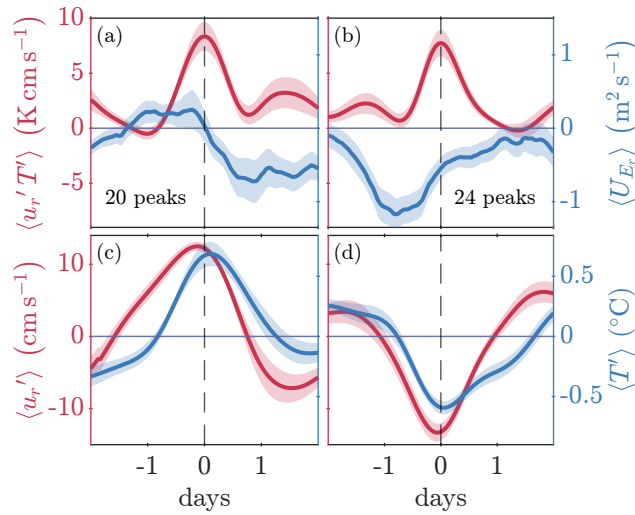 10
5
0
-5
⟨u_r′ T′⟩ (K cm s⁻¹)
(a)
20 peaks
(b)
24 peaks
1
0
-1
⟨U_{E_r}⟩ (m² s⁻¹)
10
0
-10
⟨u_r′⟩ (cm s⁻¹)
(c)
(d)
0.5
0
-0.5
⟨T′⟩ (°C)
-1 0 1
-1 0 1
days
days